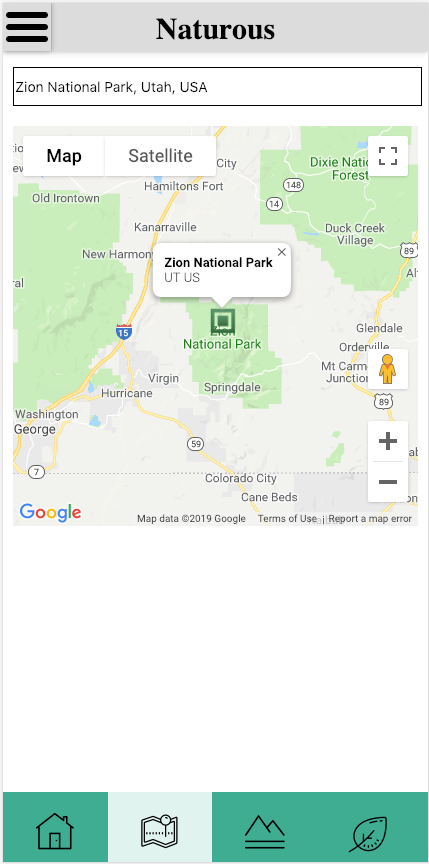 Naturous
Zion National Park, Utah, USA
Map
Satellite
City
Dixie
Forest
Hamiltons Fort
148
Old Irontown
14
Kanarraville
Duck Creek
Village
89
New Harmony
Zion National Park
UT US
15
Zion
National Park
Glendale
Orderville
Mt Carmel
Junction
Virgin
Springdale
Hurricane
89
Washington
George
59
7
Colorado City
Cane Beds
Google
Map data ©2019 Google
Terms of Use
Report a map error